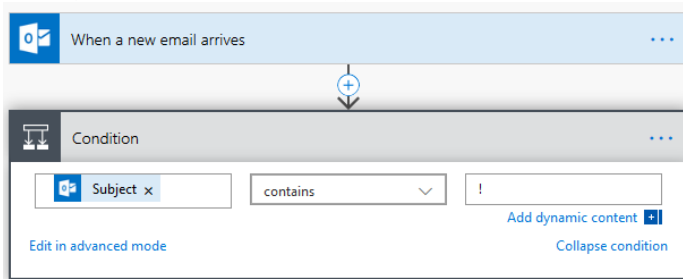 When a new email arrives
Condition
Subject x contains !
Add dynamic content +
Edit in advanced mode Collapse condition